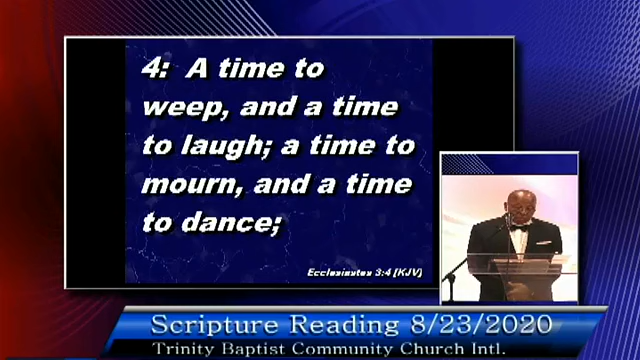 4: A time to
weep, and a time
to laugh; a time to
mourn, and a time
to dance;
Ecclesiastes 3:4 [KJV]
Scripture Reading 8/23/2020
Trinity Baptist Community Church Intl.